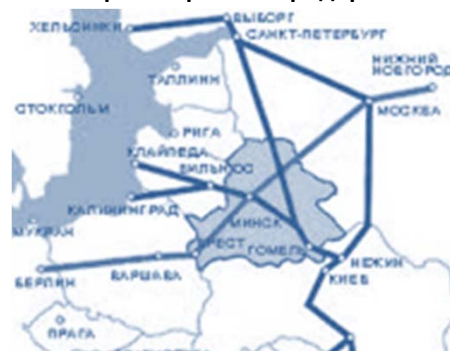 ВЫБОРГ
ХЕЛЬСИНКИ
САНКТ-ПЕТЕРБУРГ
НИЖНИЙ
НОВГОРОД
ТАЛЛИНН
МОСКВА
СТОКГОЛЬМ
РИГА
КЛАЙПЕДА
ВИЛЬНЮС
КАЛИНИНГРАД
МИНСК
МУКРАН
БРЕСТ
ГОМЕЛЬ
НЕЖИН
ВАРШАВА
КИЕВ
БЕРЛИН
ПРАГА